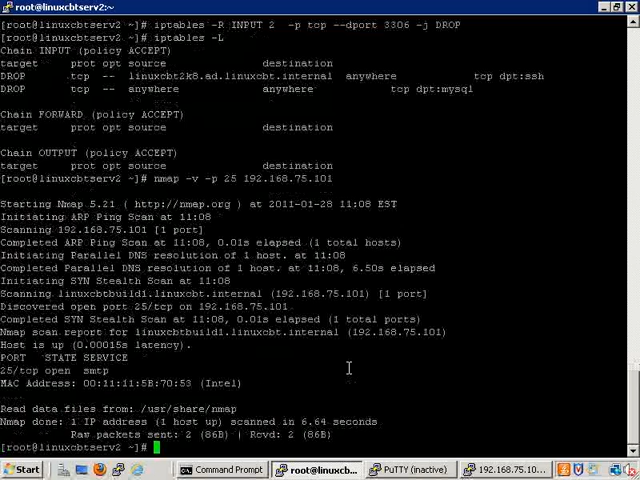 root@linuxcbtserv2:~
[root@linuxcbtserv2 ~]# iptables -R INPUT 2 -p tcp --dport 3306 -j DROP
[root@linuxcbtserv2 ~]# iptables -L
Chain INPUT (policy ACCEPT)
target prot opt source destination
DROP tcp -- linuxcbt2k8.ad.linuxcbt.internal anywhere tcp dpt:ssh
DROP tcp -- anywhere anywhere tcp dpt:mysql
Chain FORWARD (policy ACCEPT)
target prot opt source destination
Chain OUTPUT (policy ACCEPT)
target prot opt source destination
[root@linuxcbtserv2 ~]# nmap -v -p 25 192.168.75.101
Starting Nmap 5.21 ( http://nmap.org ) at 2011-01-28 11:08 EST
Initiating ARP Ping Scan at 11:08
Scanning 192.168.75.101 [1 port]
Completed ARP Ping Scan at 11:08, 0.01s elapsed (1 total hosts)
Initiating Parallel DNS resolution of 1 host. at 11:08
Completed Parallel DNS resolution of 1 host. at 11:08, 6.50s elapsed
Initiating SYN Stealth Scan at 11:08
Scanning linuxcbtbuild1.linuxcbt.internal (192.168.75.101) [1 port]
Discovered open port 25/tcp on 192.168.75.101
Completed SYN Stealth Scan at 11:08, 0.01s elapsed (1 total ports)
Nmap scan report for linuxcbtbuild1.linuxcbt.internal (192.168.75.101)
Host is up (0.00015s latency).
PORT STATE SERVICE
25/tcp open smtp
MAC Address: 00:11:11:5B:70:53 (Intel)
Read data files from: /usr/share/nmap
Nmap done: 1 IP address (1 host up) scanned in 6.64 seconds
Raw packets sent: 2 (86B) | Rcvd: 2 (86B)
[root@linuxcbtserv2 ~]#
Start Command Prompt root@linuxcb... PuTTY (inactive) 192.168.75.10...